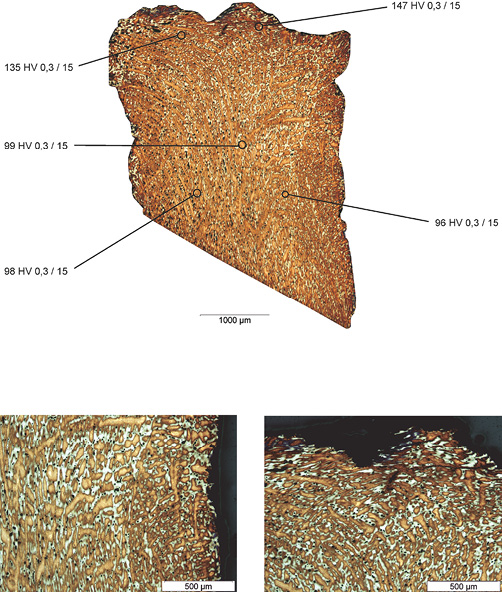 147 HV 0,3 / 15
135 HV 0,3 / 15
99 HV 0,3 / 15
96 HV 0,3 / 15
98 HV 0,3 / 15
1000 µm
500 µm
500 µm